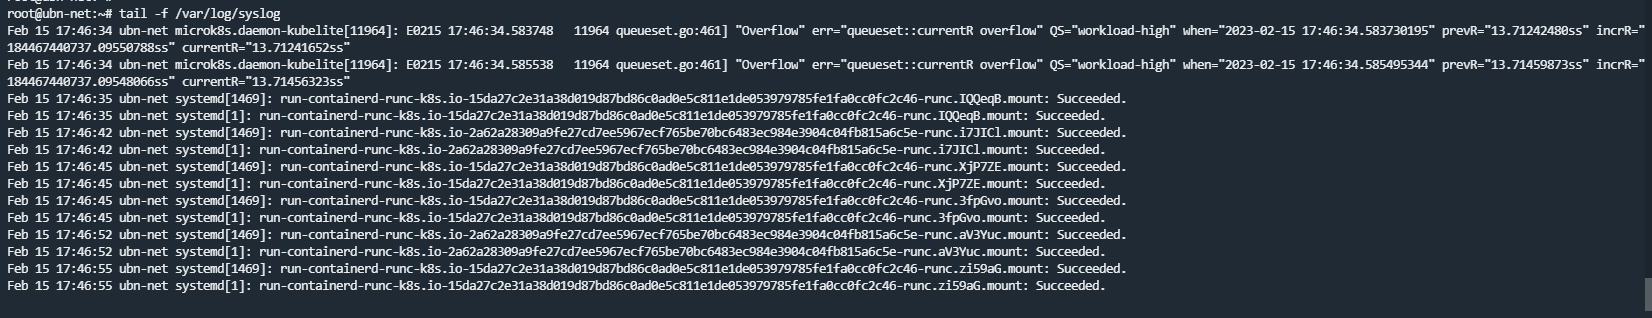 root@ubn-net:~# tail -f /var/log/syslog
Feb 15 17:46:34 ubn-net microk8s.daemon-kubelite[11964]: E0215 17:46:34.583748   11964 queueset.go:461] "Overflow" err="queueset::currentR overflow" QS="workload-high" when="2023-02-15 17:46:34.583730195" prevR="13.71242480ss" incrR="
184467440737.09550788ss" currentR="13.71241652ss"
Feb 15 17:46:34 ubn-net microk8s.daemon-kubelite[11964]: E0215 17:46:34.585538   11964 queueset.go:461] "Overflow" err="queueset::currentR overflow" QS="workload-high" when="2023-02-15 17:46:34.585495344" prevR="13.71459873ss" incrR="
184467440737.09548066ss" currentR="13.71456323ss"
Feb 15 17:46:35 ubn-net systemd[1469]: run-containerd-runc-k8s.io-15da27c2e31a38d019d87bd86c0ad0e5c811e1de053979785fe1fa0cc0fc2c46-runc.IQQeqB.mount: Succeeded.
Feb 15 17:46:35 ubn-net systemd[1]: run-containerd-runc-k8s.io-15da27c2e31a38d019d87bd86c0ad0e5c811e1de053979785fe1fa0cc0fc2c46-runc.IQQeqB.mount: Succeeded.
Feb 15 17:46:42 ubn-net systemd[1469]: run-containerd-runc-k8s.io-2a62a28309a9fe27cd7ee5967ecf765be70bc6483ec984e3904c04fb815a6c5e-runc.i7JICl.mount: Succeeded.
Feb 15 17:46:42 ubn-net systemd[1]: run-containerd-runc-k8s.io-2a62a28309a9fe27cd7ee5967ecf765be70bc6483ec984e3904c04fb815a6c5e-runc.i7JICl.mount: Succeeded.
Feb 15 17:46:45 ubn-net systemd[1469]: run-containerd-runc-k8s.io-15da27c2e31a38d019d87bd86c0ad0e5c811e1de053979785fe1fa0cc0fc2c46-runc.XjP7ZE.mount: Succeeded.
Feb 15 17:46:45 ubn-net systemd[1]: run-containerd-runc-k8s.io-15da27c2e31a38d019d87bd86c0ad0e5c811e1de053979785fe1fa0cc0fc2c46-runc.XjP7ZE.mount: Succeeded.
Feb 15 17:46:45 ubn-net systemd[1469]: run-containerd-runc-k8s.io-15da27c2e31a38d019d87bd86c0ad0e5c811e1de053979785fe1fa0cc0fc2c46-runc.3fpGvo.mount: Succeeded.
Feb 15 17:46:45 ubn-net systemd[1]: run-containerd-runc-k8s.io-15da27c2e31a38d019d87bd86c0ad0e5c811e1de053979785fe1fa0cc0fc2c46-runc.3fpGvo.mount: Succeeded.
Feb 15 17:46:52 ubn-net systemd[1469]: run-containerd-runc-k8s.io-2a62a28309a9fe27cd7ee5967ecf765be70bc6483ec984e3904c04fb815a6c5e-runc.aV3Yuc.mount: Succeeded.
Feb 15 17:46:52 ubn-net systemd[1]: run-containerd-runc-k8s.io-2a62a28309a9fe27cd7ee5967ecf765be70bc6483ec984e3904c04fb815a6c5e-runc.aV3Yuc.mount: Succeeded.
Feb 15 17:46:55 ubn-net systemd[1469]: run-containerd-runc-k8s.io-15da27c2e31a38d019d87bd86c0ad0e5c811e1de053979785fe1fa0cc0fc2c46-runc.zi59aG.mount: Succeeded.
Feb 15 17:46:55 ubn-net systemd[1]: run-containerd-runc-k8s.io-15da27c2e31a38d019d87bd86c0ad0e5c811e1de053979785fe1fa0cc0fc2c46-runc.zi59aG.mount: Succeeded.